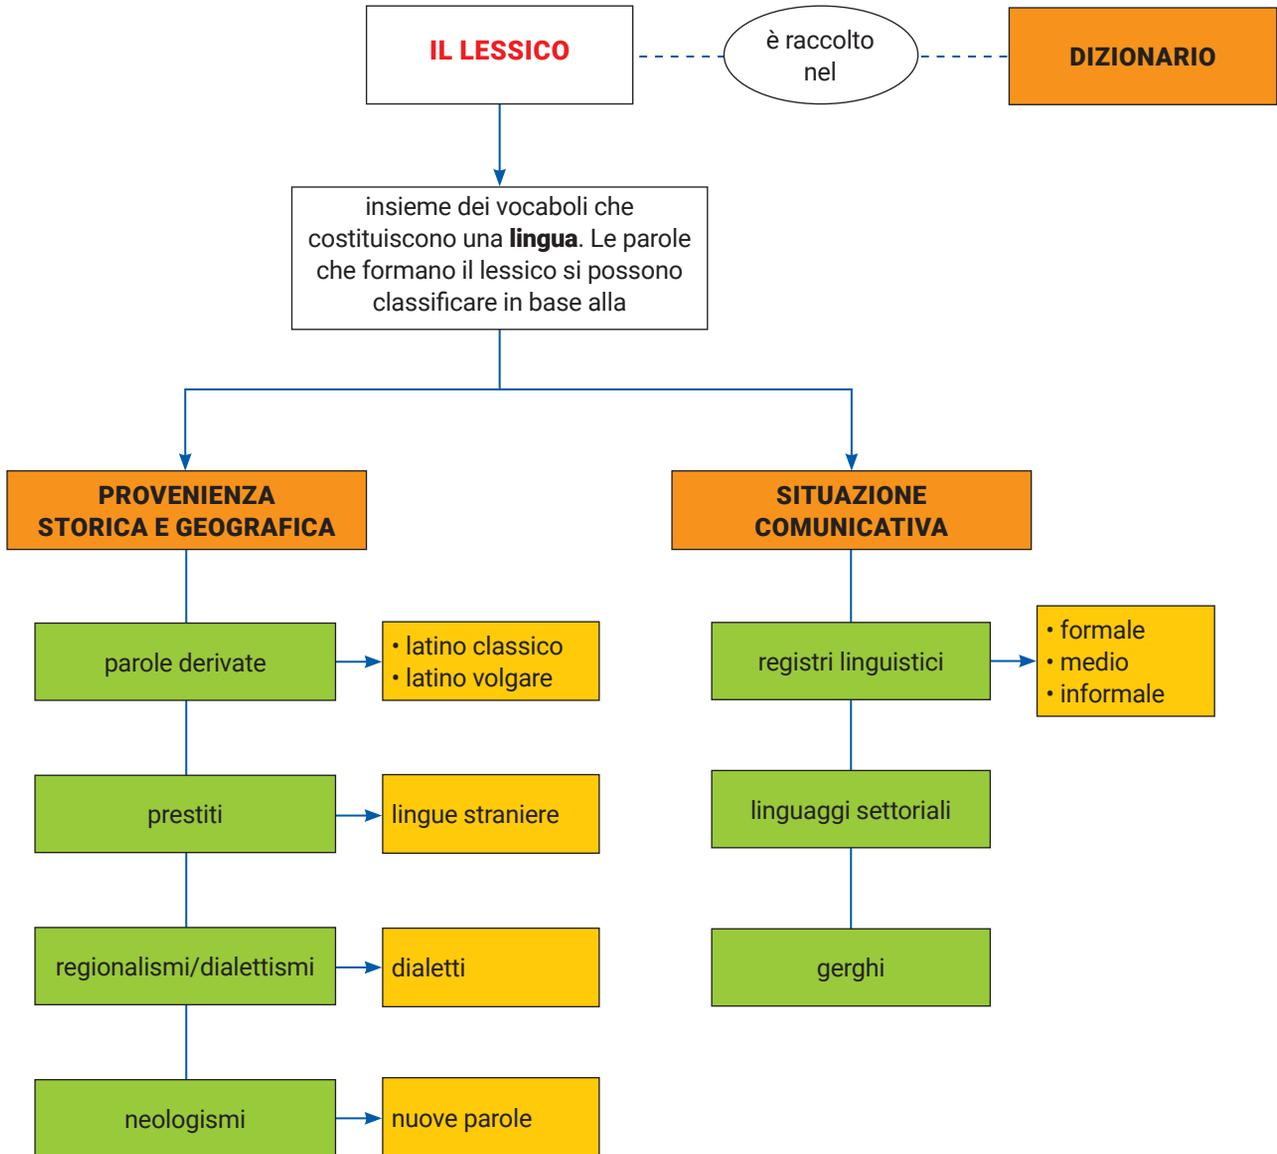 IL LESSICO
è raccolto
nel
DIZIONARIO
insieme dei vocaboli che
costituiscono una lingua. Le parole
che formano il lessico si possono
classificare in base alla
PROVENIENZA
STORICA E GEOGRAFICA
parole derivate
• latino classico
• latino volgare
prestiti
lingue straniere
regionalismi/dialettismi
dialetti
neologismi
nuove parole
SITUAZIONE
COMUNICATIVA
registri linguistici
• formale
• medio
• informale
linguaggi settoriali
gerghi